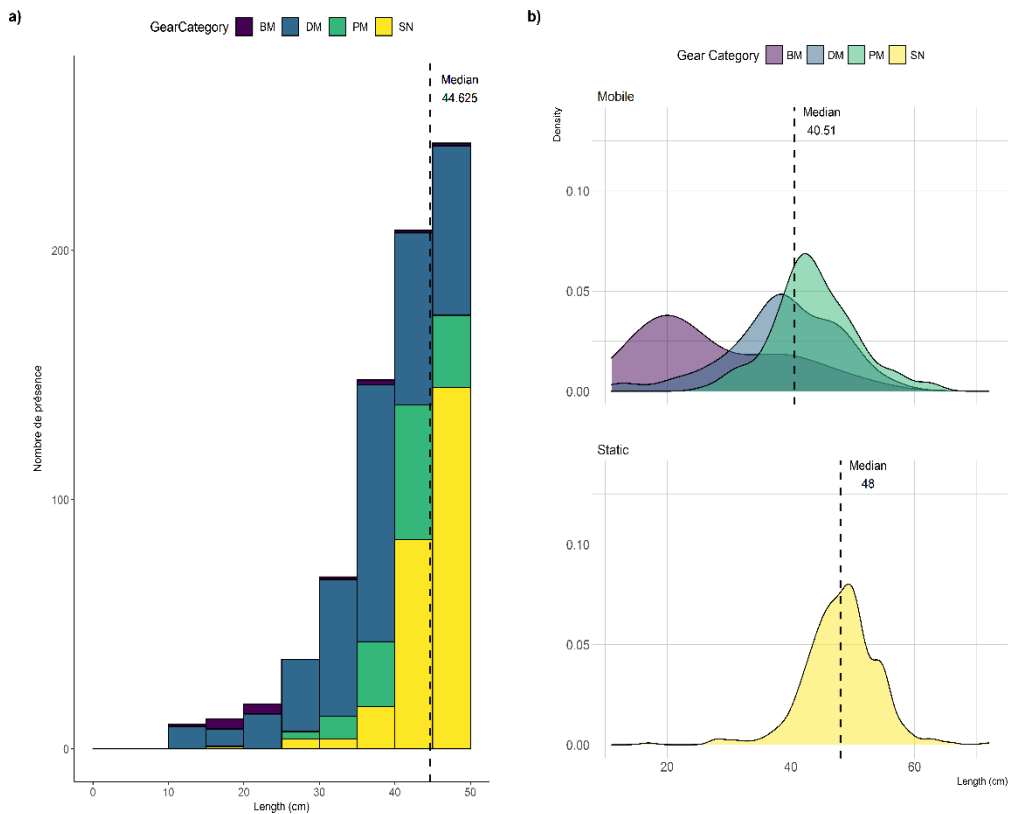 a)
GearCategory BM DM PM SN
Median
44.625
Nombre de présence
200
100
0
0 10 20 30 40 50
Length (cm)
b)
Gear Category BM DM PM SN
Mobile
Density
Median
40.51
0.10
0.05
0.00
Static
Median
48
0.10
0.05
0.00
20 40 60
Length (cm)